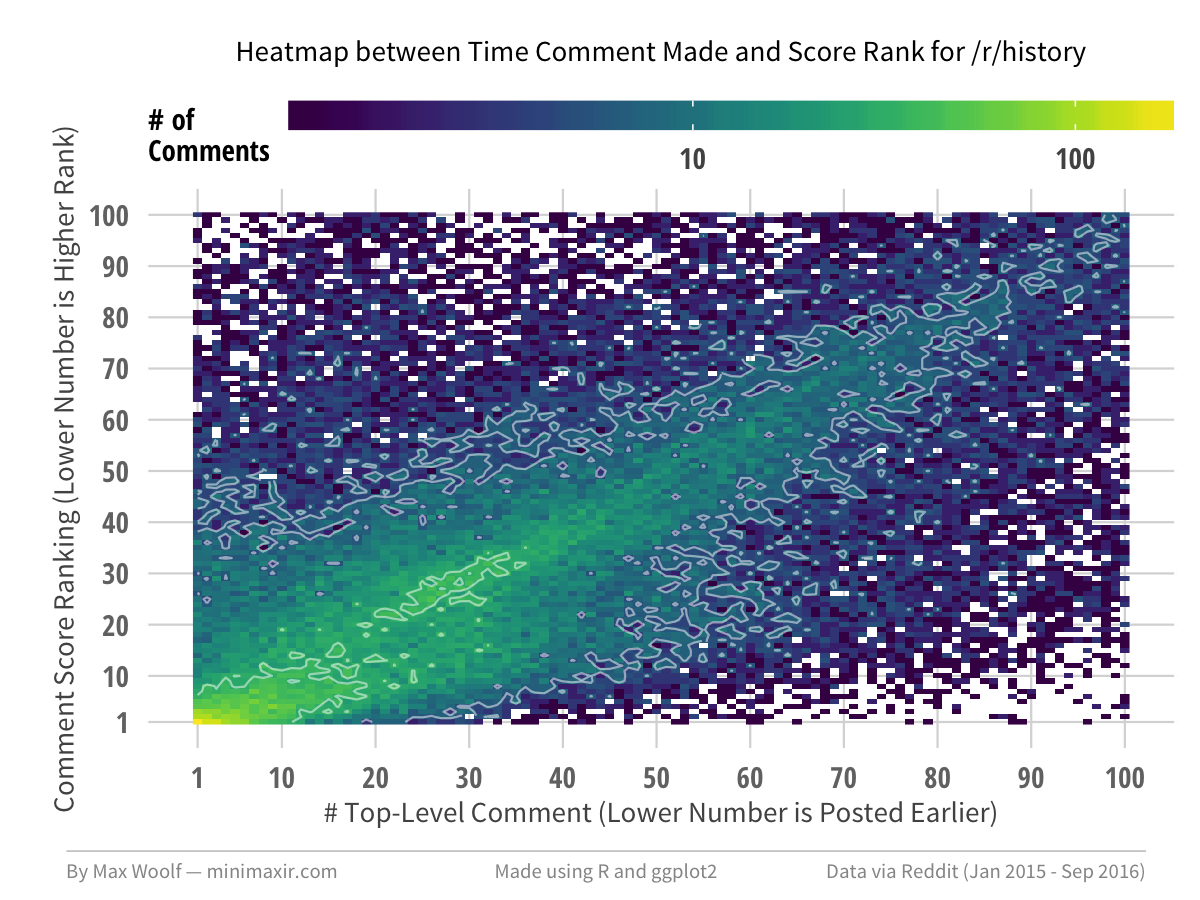 Heatmap between Time Comment Made and Score Rank for /r/history
# of
Comments
10
100
Comment Score Ranking (Lower Number is Higher Rank)
100
90
80
70
60
50
40
30
20
10
1
1 10 20 30 40 50 60 70 80 90 100
# Top-Level Comment (Lower Number is Posted Earlier)
By Max Woolf — minimaxir.com
Made using R and ggplot2
Data via Reddit (Jan 2015 - Sep 2016)